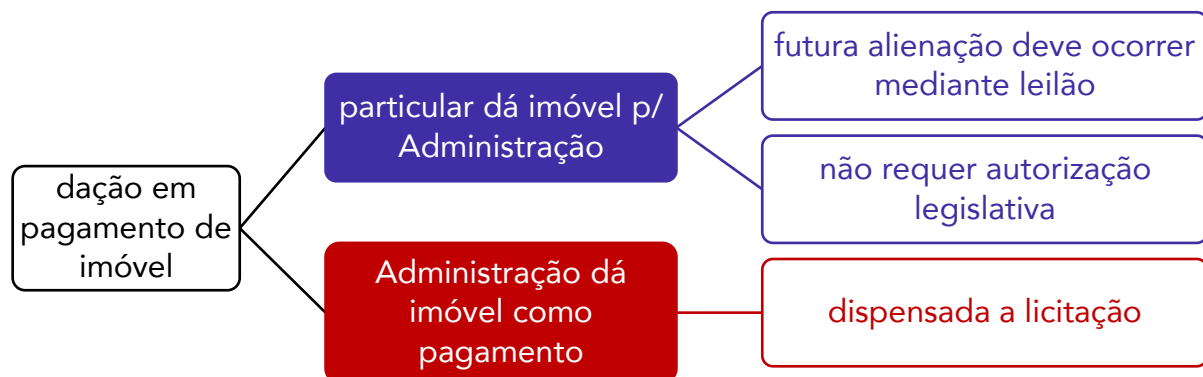 dação em
pagamento de
imóvel
particular dá imóvel p/
Administração
futura alienação deve ocorrer
mediante leilão
não requer autorização
legislativa
Administração dá
imóvel como
pagamento
dispensada a licitação